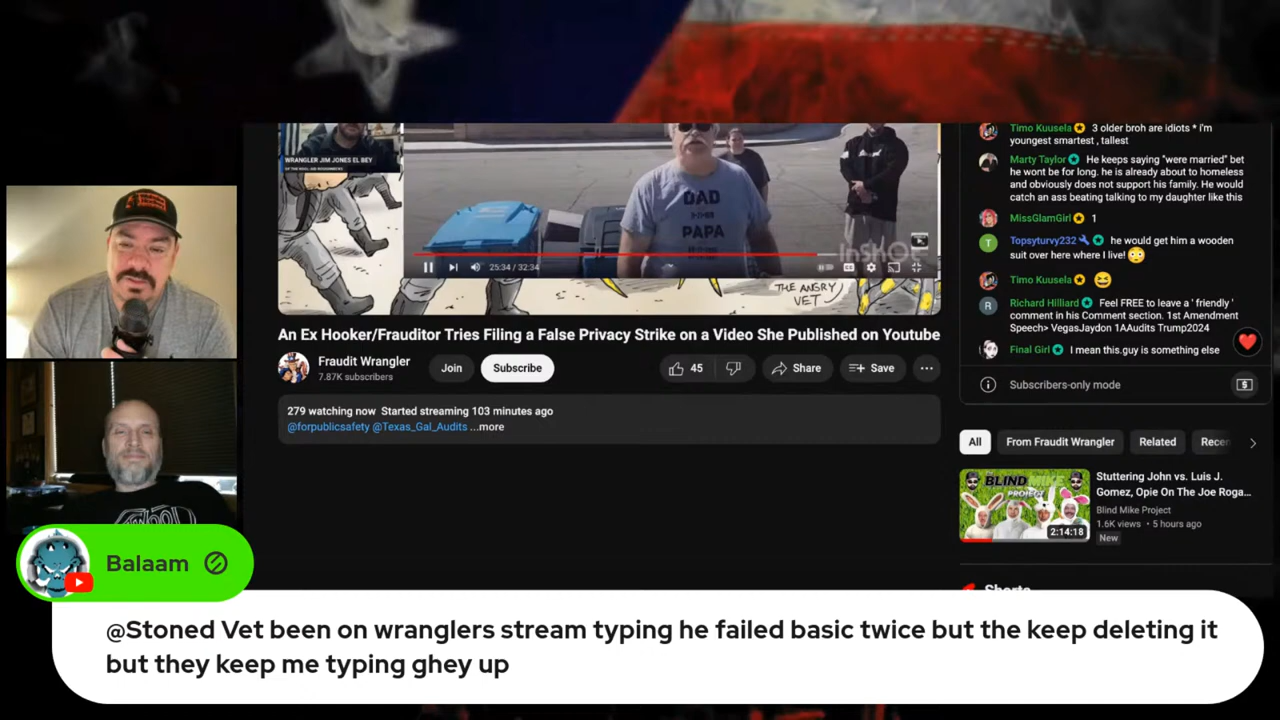 WRANGLER JIM JONES EL BEY
DAD
PAPA
InShot
25:34 / 32:34
THE ANGRY
VET
An Ex Hooker/Frauditor Tries Filing a False Privacy Strike on a Video She Published on Youtube
Fraudit Wrangler
7.87K subscribers
Join
Subscribe
45
Share
Save
279 watching now Started streaming 103 minutes ago
@forpublicsafety @Texas_Gal_Audits ...more
Timo Kuusela 3 older broh are idiots * i'm
youngest smartest , tallest
Marty Taylor He keeps saying "were married" bet
he wont be for long. he is already about to homeless
and obviously does not support his family. He would
catch an ass beating talking to my daughter like this
MissGlamGirl 1
T
Topsyturvy232 he would get him a wooden
suit over here where I live!
Timo Kuusela
R
Richard Hilliard Feel FREE to leave a ' friendly '
comment in his Comment section. 1st Amendment
Speech> VegasJaydon 1AAudits Trump2024
Final Girl I mean this.guy is something else
Subscribers-only mode
All
From Fraudit Wrangler
Related
Recen
BLIND MIKE
PROJECT
2:14:18
Stuttering John vs. Luis J.
Gomez, Opie On The Joe Roga...
Blind Mike Project
1.6K views • 5 hours ago
New
Shorts
Balaam
@Stoned Vet been on wranglers stream typing he failed basic twice but the keep deleting it
but they keep me typing ghey up